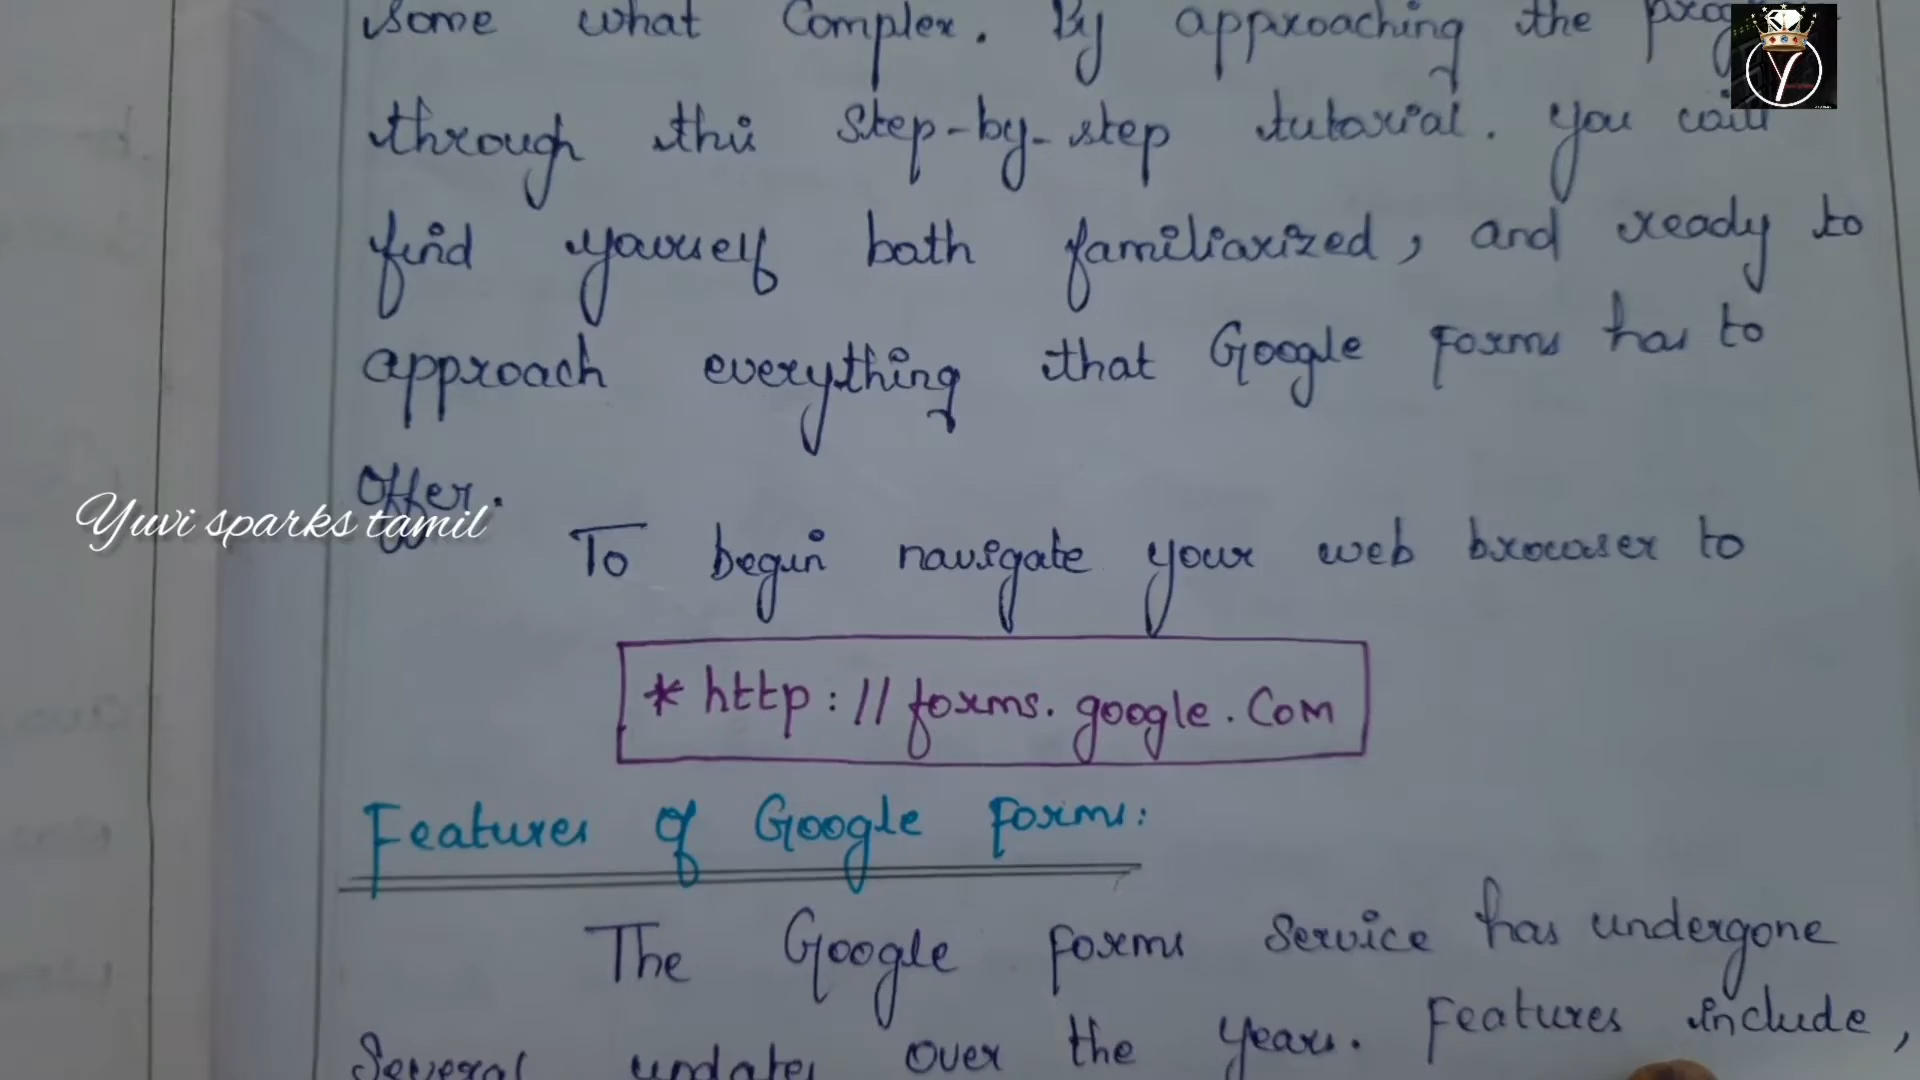 some what Complex. By approaching the
through this step-by-step tutorial. You will
find yourself both familiarized, and ready to
approach everything that Google Forms has to
Offer.
Yuvi sparks tamil
To begin navigate your web browser to
* http://forms.google.com
Features of Google Forms:
The Google Forms Service has undergone
Several updates over the years. Features include,